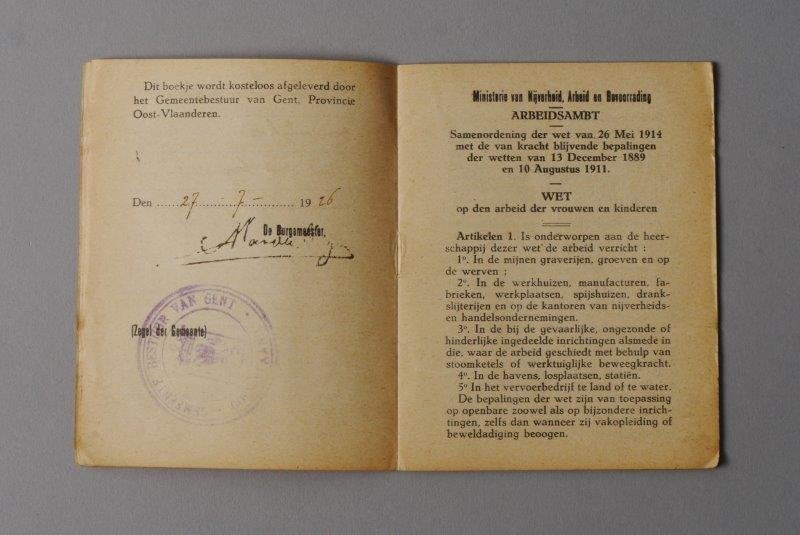 Dit boekje wordt kosteloos afgeleverd door
het Gemeentebestuur van Gent, Provincie
Oost-Vlaanderen.
Den ...... 27 ...... 7 ...... 1926
De Burgemeester,
(Zegel der Gemeente)
BESTUUR VAN GENT
Ministerie van Nijverheid, Arbeid en Bevoorrading
ARBEIDSAMBT
Samenordening der wet van 26 Mei 1914
met de van kracht blijvende bepalingen
der wetten van 13 December 1889
en 10 Augustus 1911.
WET
op den arbeid der vrouwen en kinderen
Artikelen 1. Is onderworpen aan de heer-
schappij dezer wet de arbeid verricht :
1º. In de mijnen graverijen, groeven en op
de werven ;
2º. In de werkhuizen, manufacturen, fa-
brieken, werkplaatsen, spijshuizen, drank-
slijterijen en op de kantoren van nijverheids-
en handelsondernemingen.
3º. In de bij de gevaarlijke, ongezonde of
hinderlijke ingedeelde inrichtingen alsmede in
die, waar de arbeid geschiedt met behulp van
stoomketels of werktuiglijke beweegkracht.
4º. In de havens, losplaatsen, statiën.
5º In het vervoerbedrijf te land of te water.
De bepalingen der wet zijn van toepassing
op openbare zoowel als op bijzondere inrich-
tingen, zelfs dan wanneer zij vakopleiding of
beweldadiging beoogen.